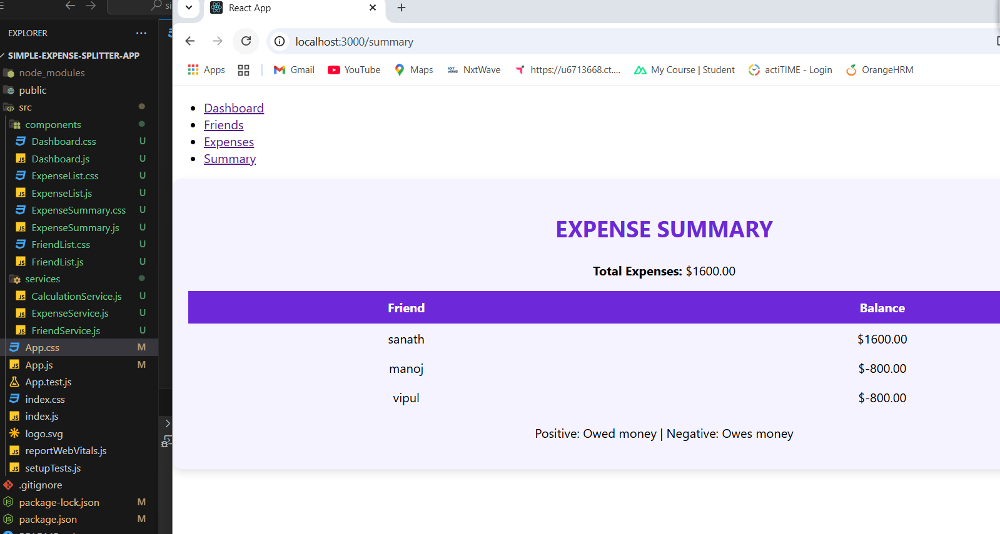 si
EXPLORER
SIMPLE-EXPENSE-SPLITTER-APP
node_modules
public
src
components
Dashboard.css U
Dashboard.js U
ExpenseList.css U
ExpenseList.js U
ExpenseSummary.css U
ExpenseSummary.js U
FriendList.css U
FriendList.js U
services
CalculationService.js U
ExpenseService.js U
FriendService.js U
App.css M
App.js M
App.test.js
index.css
index.js
logo.svg
reportWebVitals.js
setupTests.js
.gitignore
package-lock.json M
package.json M
React App
localhost:3000/summary
Apps Gmail YouTube Maps NxtWave https://u6713668.ct.... My Course | Student actiTIME - Login OrangeHRM
Dashboard
Friends
Expenses
Summary
EXPENSE SUMMARY
Total Expenses: $1600.00
Friend Balance
sanath $1600.00
manoj $-800.00
vipul $-800.00
Positive: Owed money | Negative: Owes money